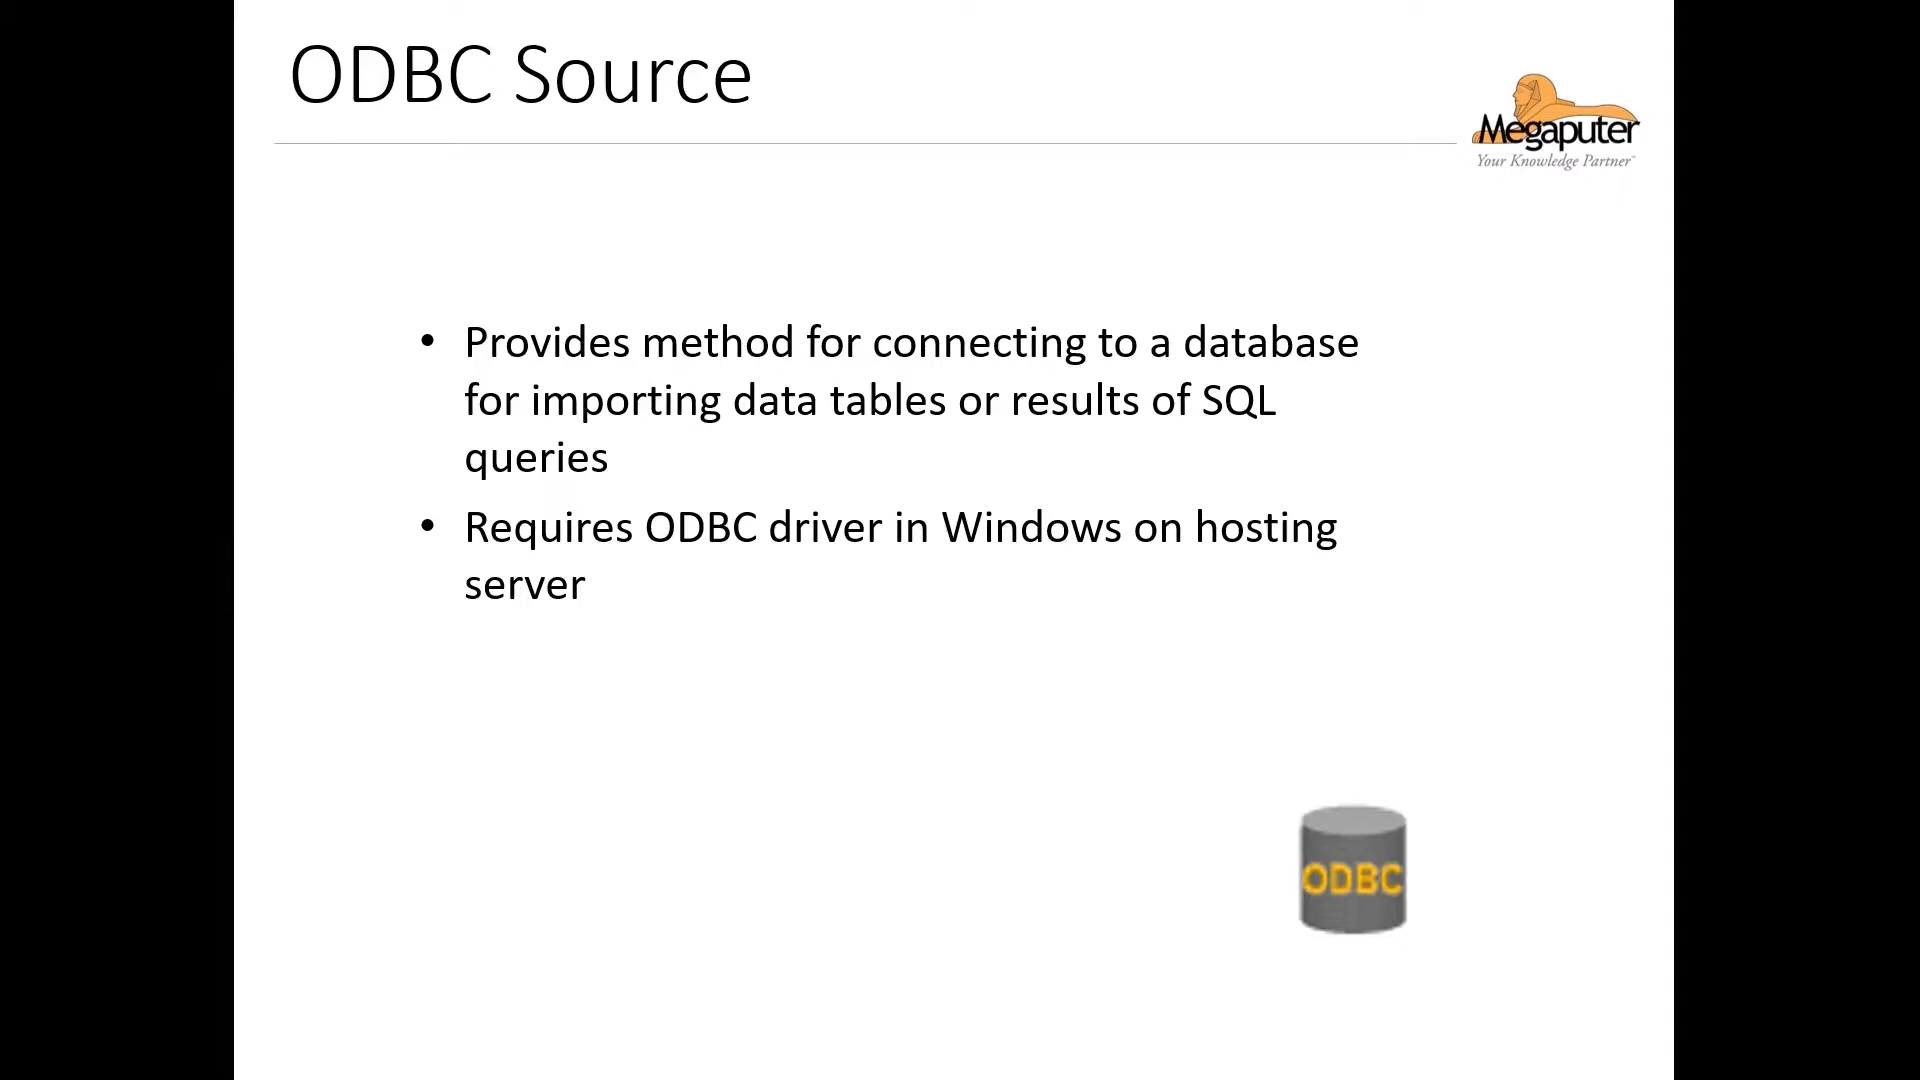 ODBC Source
Megaputer
Your Knowledge Partner™
• Provides method for connecting to a database
for importing data tables or results of SQL
queries
• Requires ODBC driver in Windows on hosting
server
ODBC